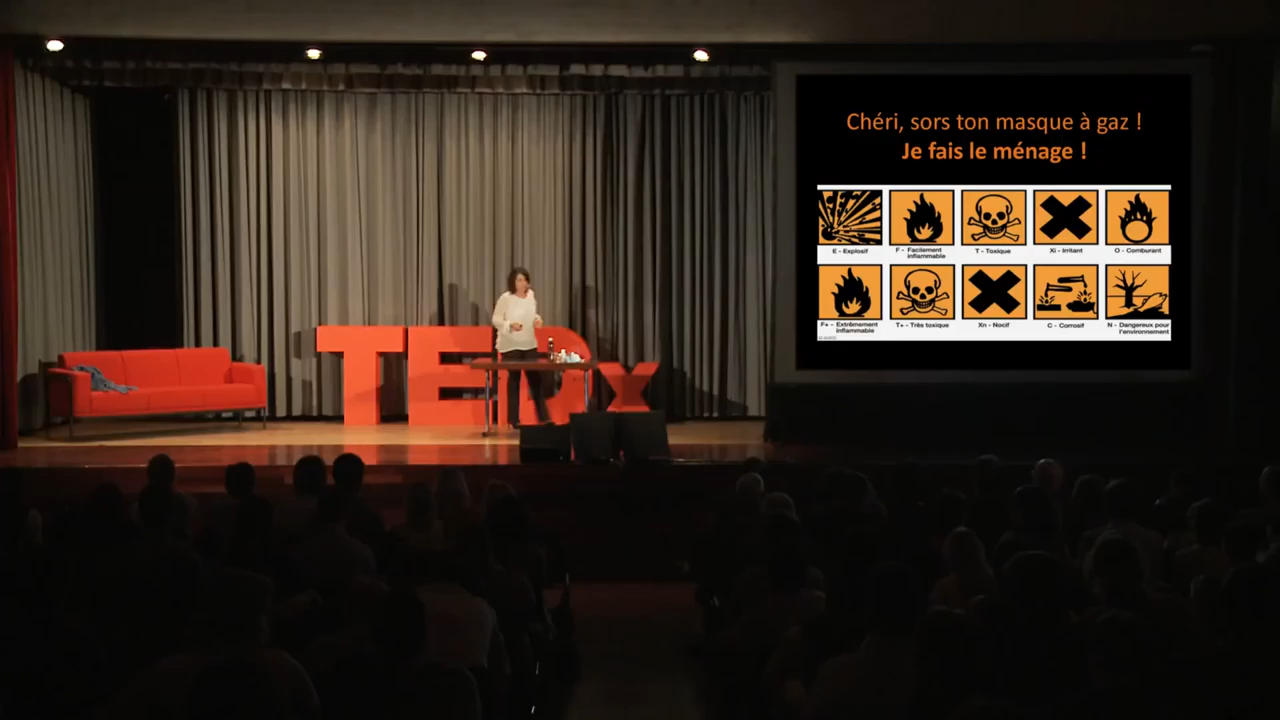 Chéri, sors ton masque à gaz !
Je fais le ménage !
E - Explosif
F - Facilement
inflammable
T - Toxique
Xi - Irritant
O - Comburant
F+ - Extrêmement
inflammable
T+ - Très toxique
Xn - Nocif
C - Corrosif
N - Dangereux pour
l'environnement
TEDx